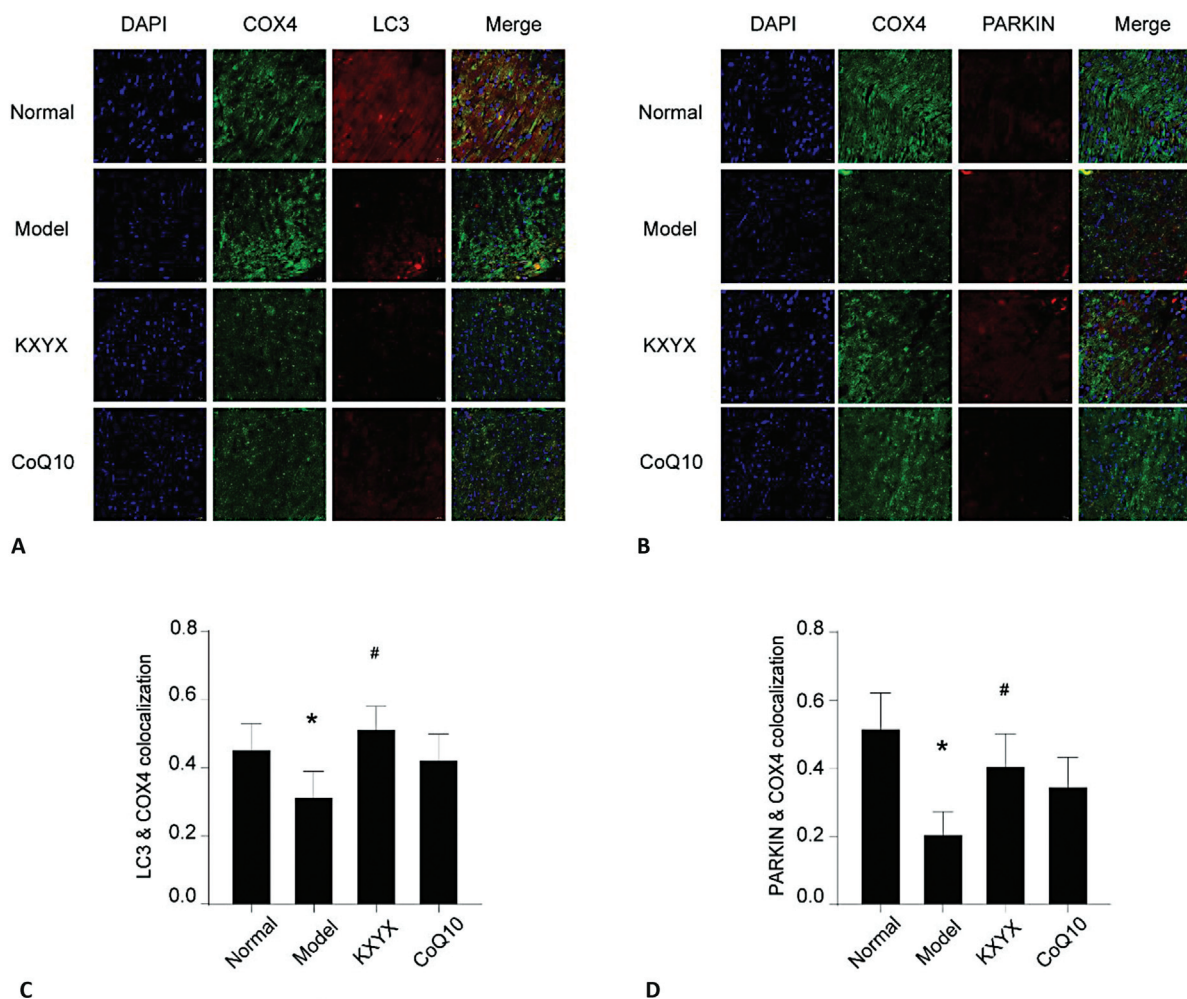 DAPI COX4 LC3 Merge
Normal
Model
KXYX
CoQ10
A
DAPI COX4 PARKIN Merge
Normal
Model
KXYX
CoQ10
B
LC3 & COX4 colocalization
0.8
0.6
0.4
0.2
0.0
*
#
Normal
Model
KXYX
CoQ10
C
PARKIN & COX4 colocalization
0.8
0.6
0.4
0.2
0.0
*
#
Normal
Model
KXYX
CoQ10
D